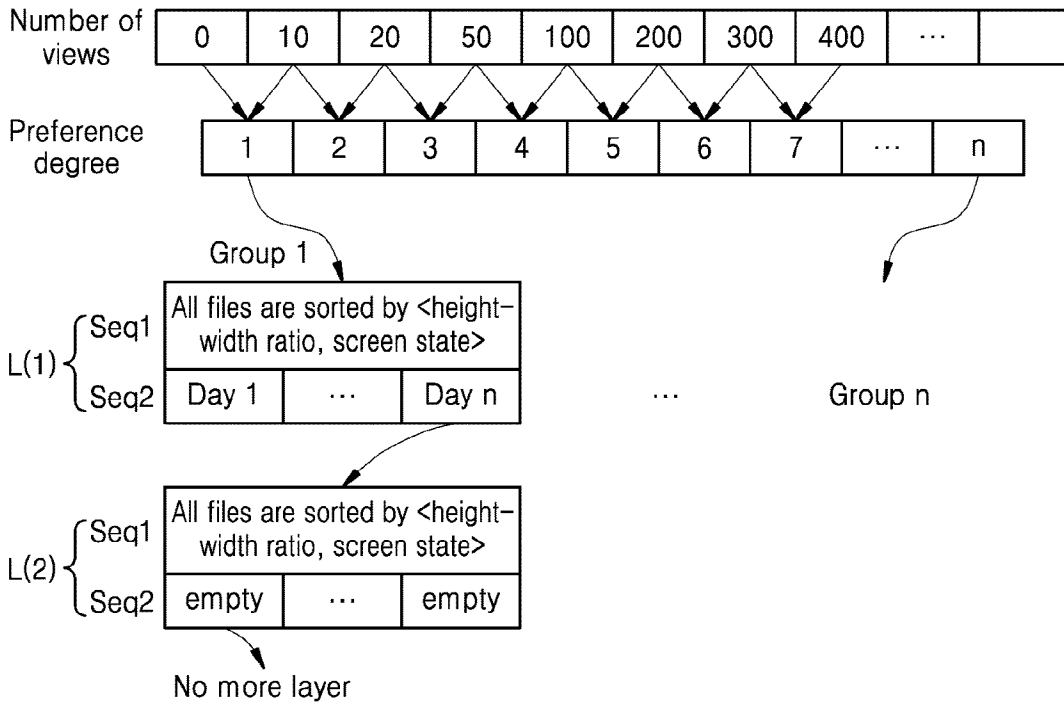 Number of views
0 10 20 50 100 200 300 400 ...
Preference degree
1 2 3 4 5 6 7 ... n
Group 1
L(1)
Seq1
All files are sorted by <height-
width ratio, screen state>
Seq2
Day 1 ... Day n
... Group n
L(2)
Seq1
All files are sorted by <height-
width ratio, screen state>
Seq2
empty ... empty
No more layer